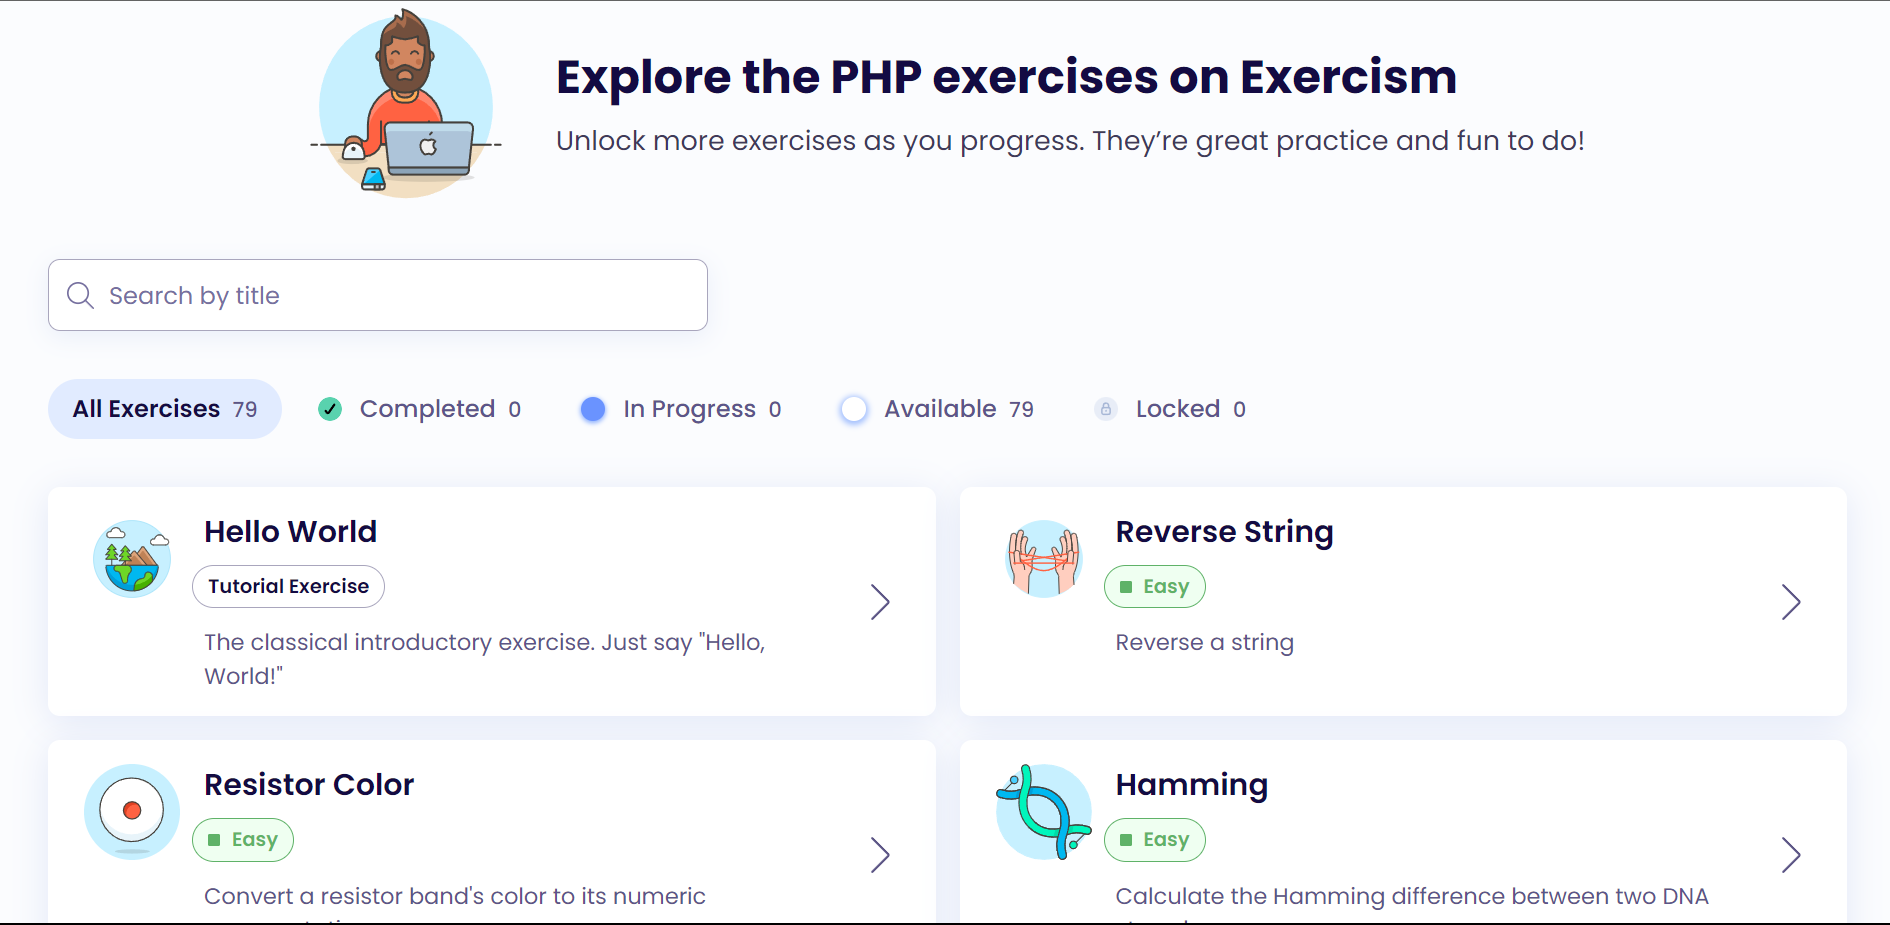 Explore the PHP exercises on Exercism
Unlock more exercises as you progress. They’re great practice and fun to do!
Search by title
All Exercises 79
Completed 0
In Progress 0
Available 79
Locked 0
Hello World
Tutorial Exercise
The classical introductory exercise. Just say "Hello,
World!"
Reverse String
Easy
Reverse a string
Resistor Color
Easy
Convert a resistor band's color to its numeric
Hamming
Easy
Calculate the Hamming difference between two DNA